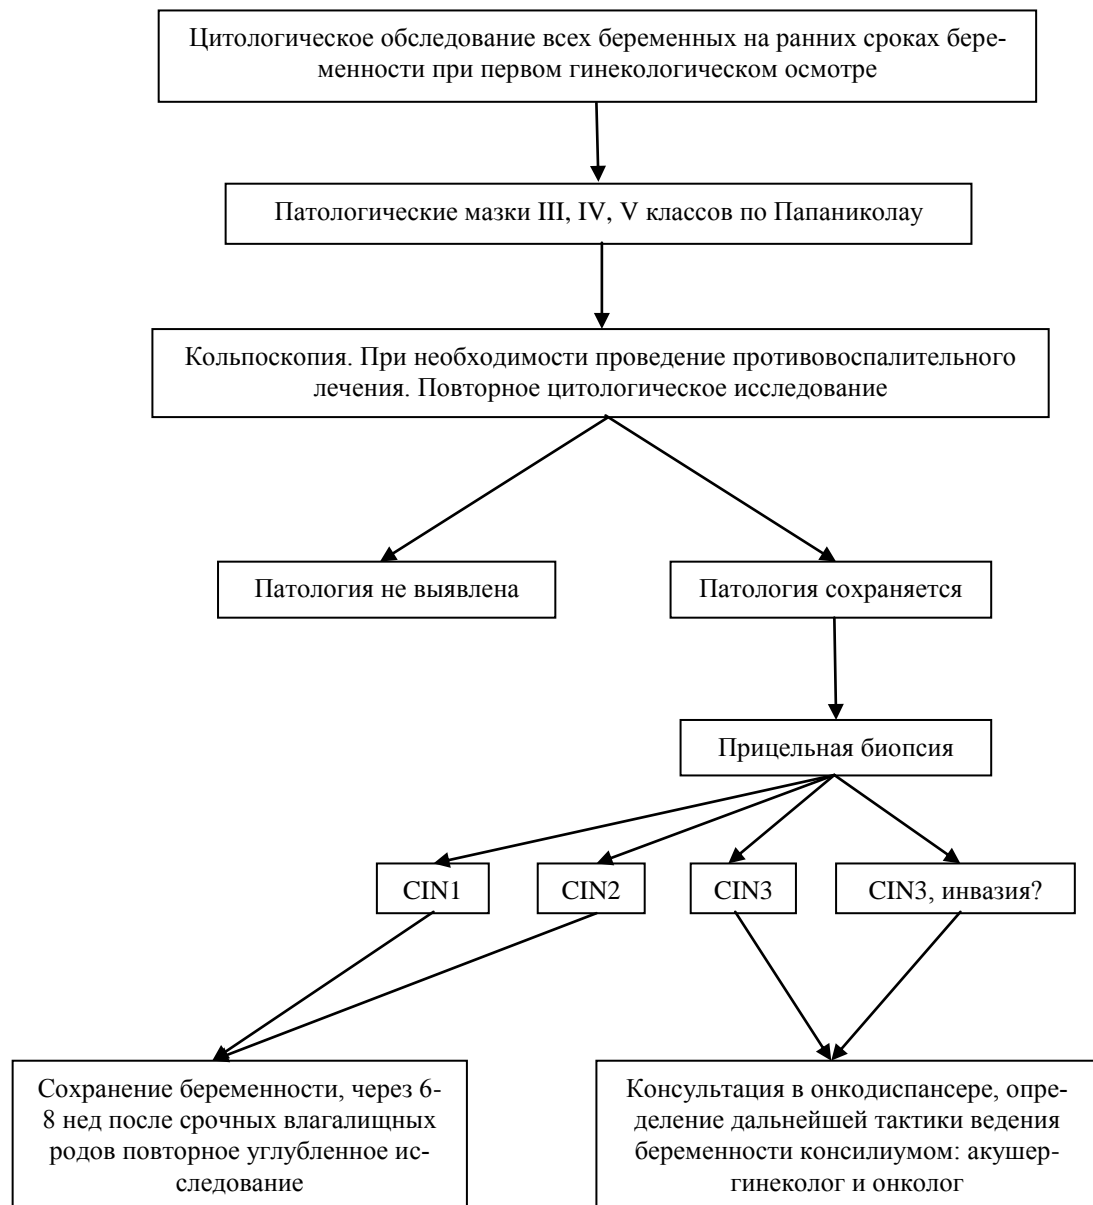 Цитологическое обследование всех беременных на ранних сроках бере-
менности при первом гинекологическом осмотре
Патологические мазки III, IV, V классов по Папаниколау
Кольпоскопия. При необходимости проведение противовоспалительного
лечения. Повторное цитологическое исследование
Патология не выявлена
Патология сохраняется
Прицельная биопсия
CIN1
CIN2
CIN3
CIN3, инвазия?
Сохранение беременности, через 6-
8 нед после срочных влагалищных
родов повторное углубленное ис-
следование
Консультация в онкодиспансере, опре-
деление дальнейшей тактики ведения
беременности консилиумом: акушер-
гинеколог и онколог